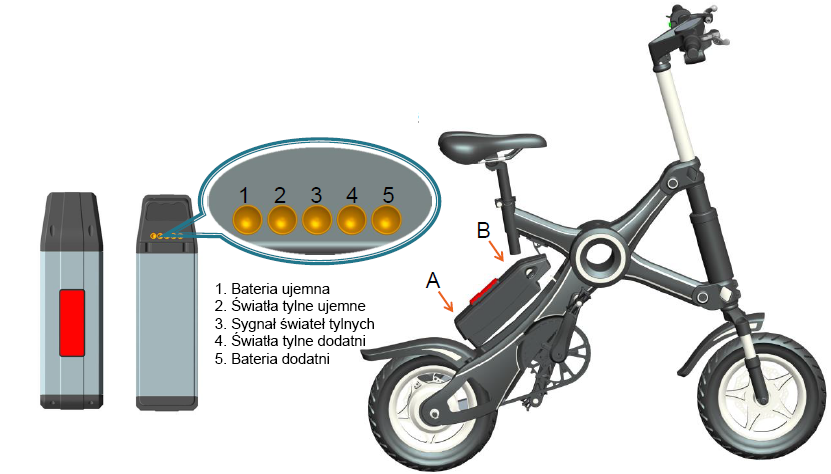 1 2 3 4 5
1. Bateria ujemna
2. Światła tylne ujemne
3. Sygnał świateł tylnych
4. Światła tylne dodatni
5. Bateria dodatni
B
A